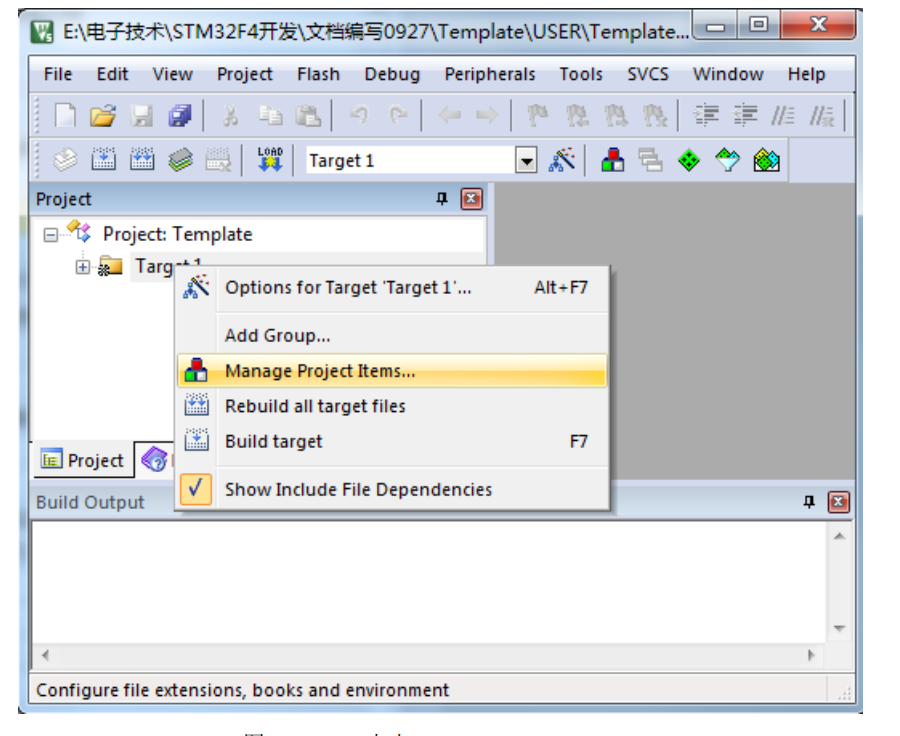 E:\电子技术\STM32F4开发\文档编写0927\Template\USER\Template...
File Edit View Project Flash Debug Peripherals Tools SVCS Window Help
LOAD Target 1
Project
Project: Template
Target 1
Options for Target 'Target 1'... Alt+F7
Add Group...
Manage Project Items...
Rebuild all target files
Build target F7
Show Include File Dependencies
Project
Build Output
Configure file extensions, books and environment